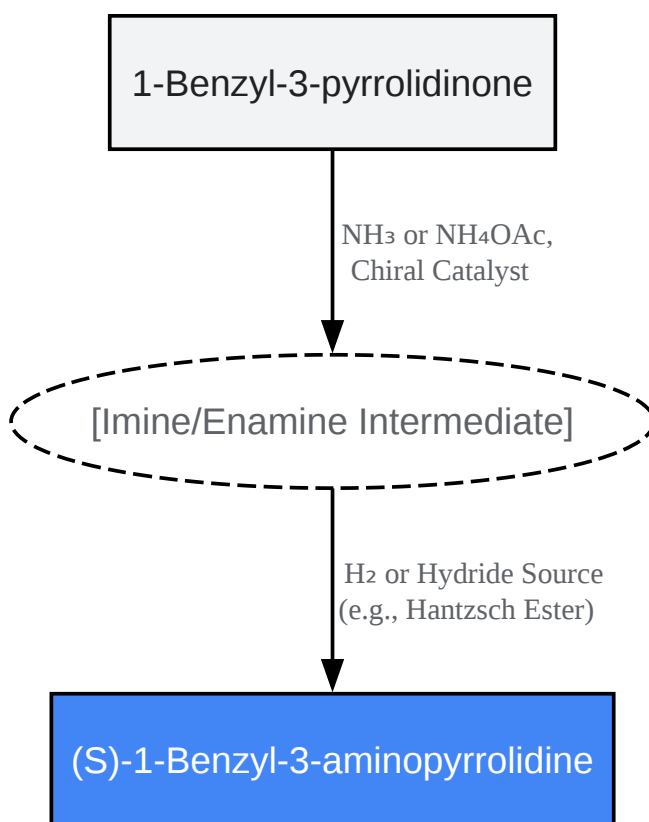 1-Benzyl-3-pyrrolidinone
NH₃ or NH₄OAc,
Chiral Catalyst
[Imine/Enamine Intermediate]
H₂ or Hydride Source
(e.g., Hantzsch Ester)
(S)-1-Benzyl-3-aminopyrrolidine